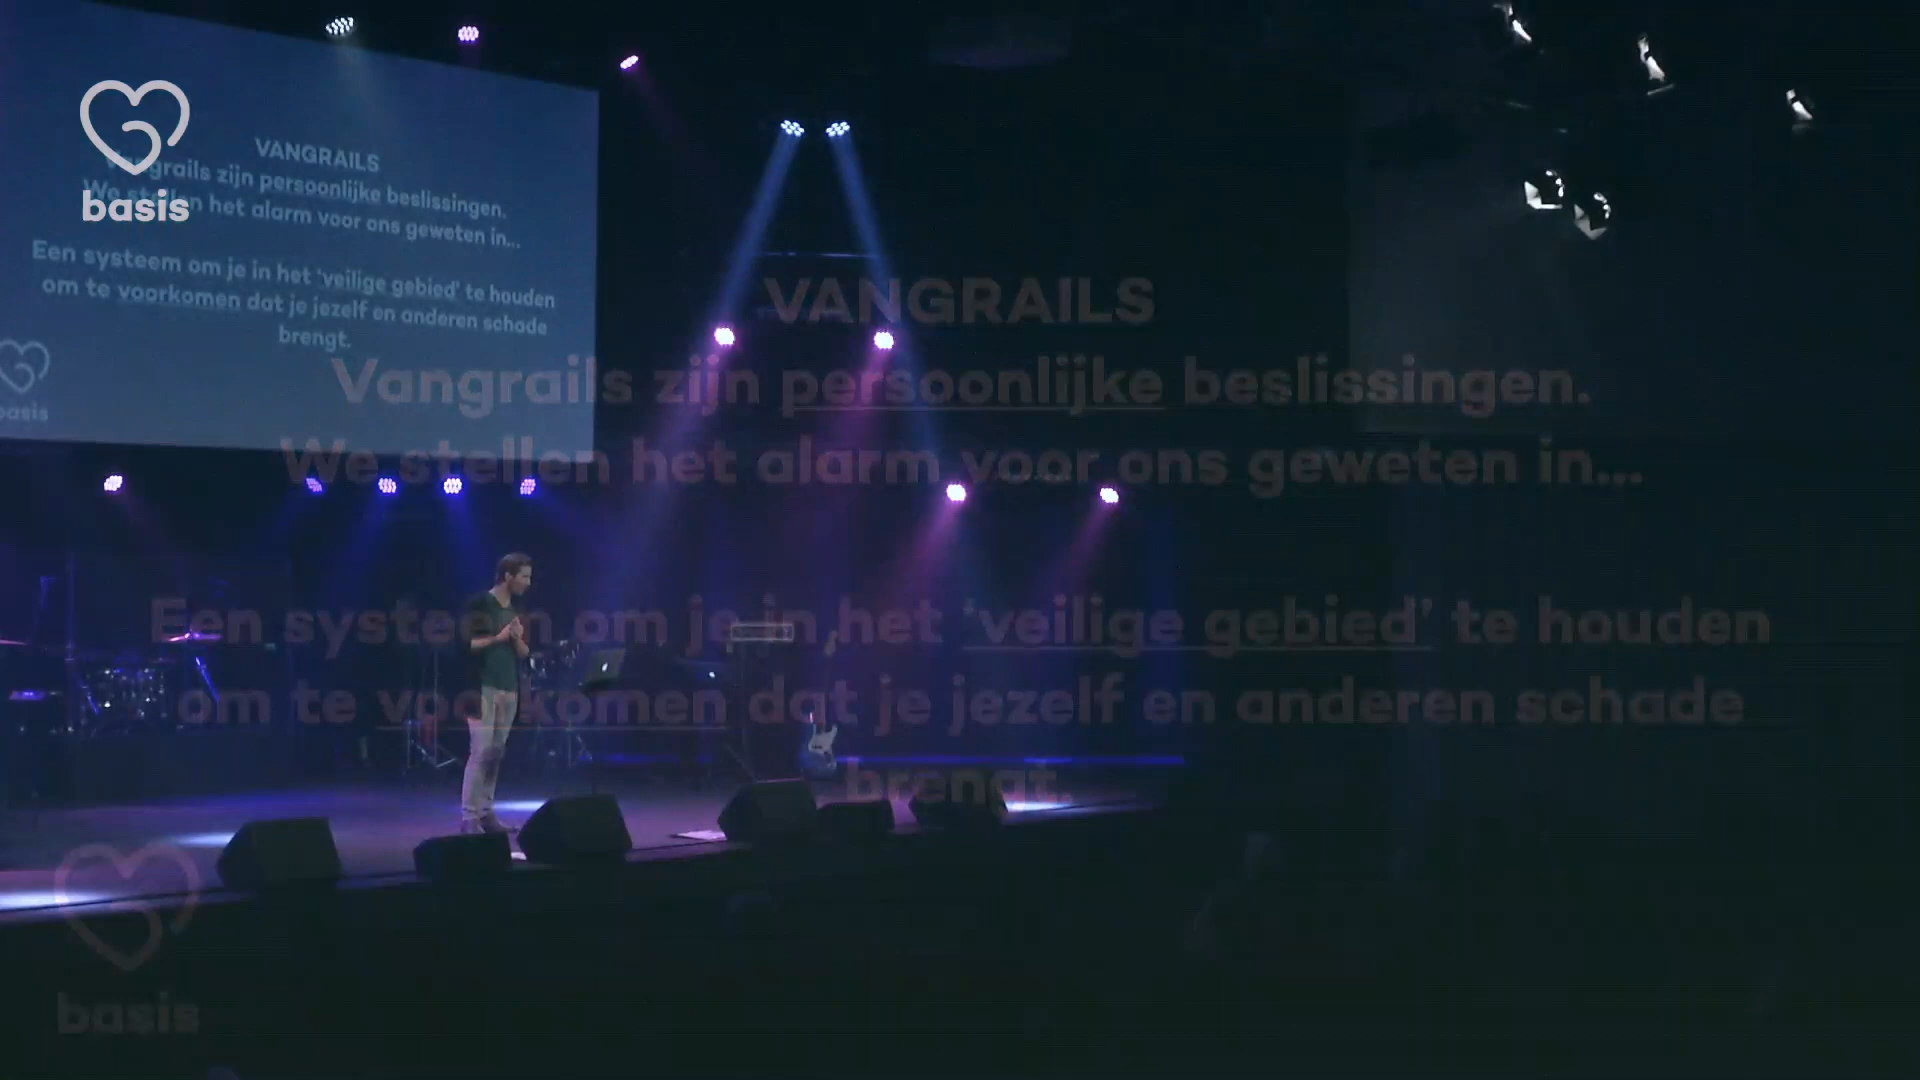 basis
VANGRAILS
Vangrails zijn persoonlijke beslissingen.
We stellen het alarm voor ons geweten in...
Een systeem om je in het ‘veilige gebied’ te houden
om te voorkomen dat je jezelf en anderen schade
brengt.
basis
VANGRAILS
Vangrails zijn persoonlijke beslissingen.
We stellen het alarm voor ons geweten in...
Een systeem om je in het ‘veilige gebied’ te houden
om te voorkomen dat je jezelf en anderen schade
brengt.
basis